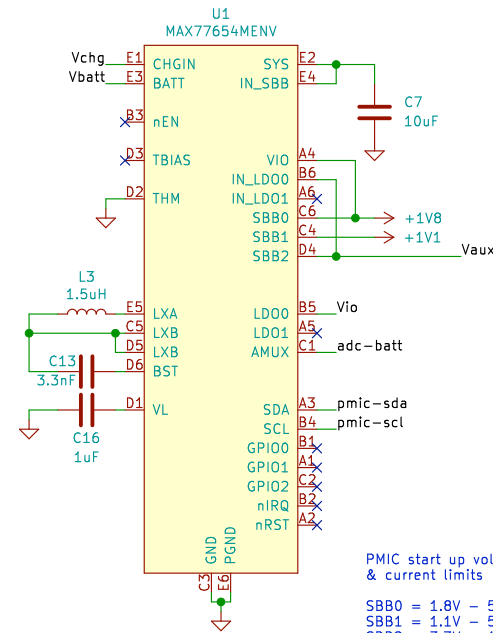 U1
MAX77654MENV
Vchg E1 CHGIN SYS E2
Vbatt E3 BATT IN_SBB E4
C7
10uF
B3 nEN
D3 TBIAS VIO A4
IN_LDO0 B6
D2 THM IN_LDO1 A6
SBB0 C6 +1V8
SBB1 C4 +1V1
SBB2 D4 Vaux
L3
1.5uH
E5 LXA LDO0 B5 Vio
C5 LXB LDO1 A5
D5 LXB AMUX C1 adc-batt
C13
3.3nF
D6 BST
D1 VL SDA A3 pmic-sda
SCL B4 pmic-scl
C16
1uF
GPIO0 B1
GPIO1 A1
GPIO2 C2
nIRQ B2
nRST A2
GND PGND
C3 E6
PMIC start up vol
& current limits
SBB0 = 1.8V - 5
SBB1 = 1.1V - 5